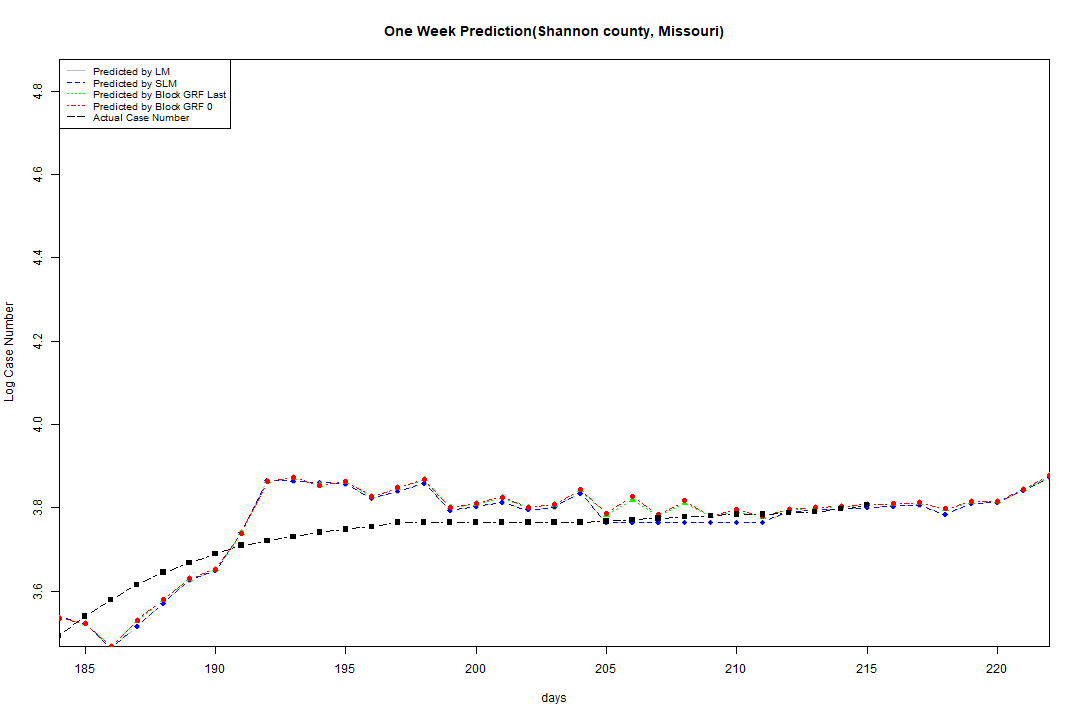 One Week Prediction(Shannon county, Missouri)
Predicted by LM
Predicted by SLM
Predicted by Block GRF Last
Predicted by Block GRF 0
Actual Case Number
4.8
4.6
4.4
4.2
4.0
3.8
3.6
Log Case Number
185 190 195 200 205 210 215 220
days